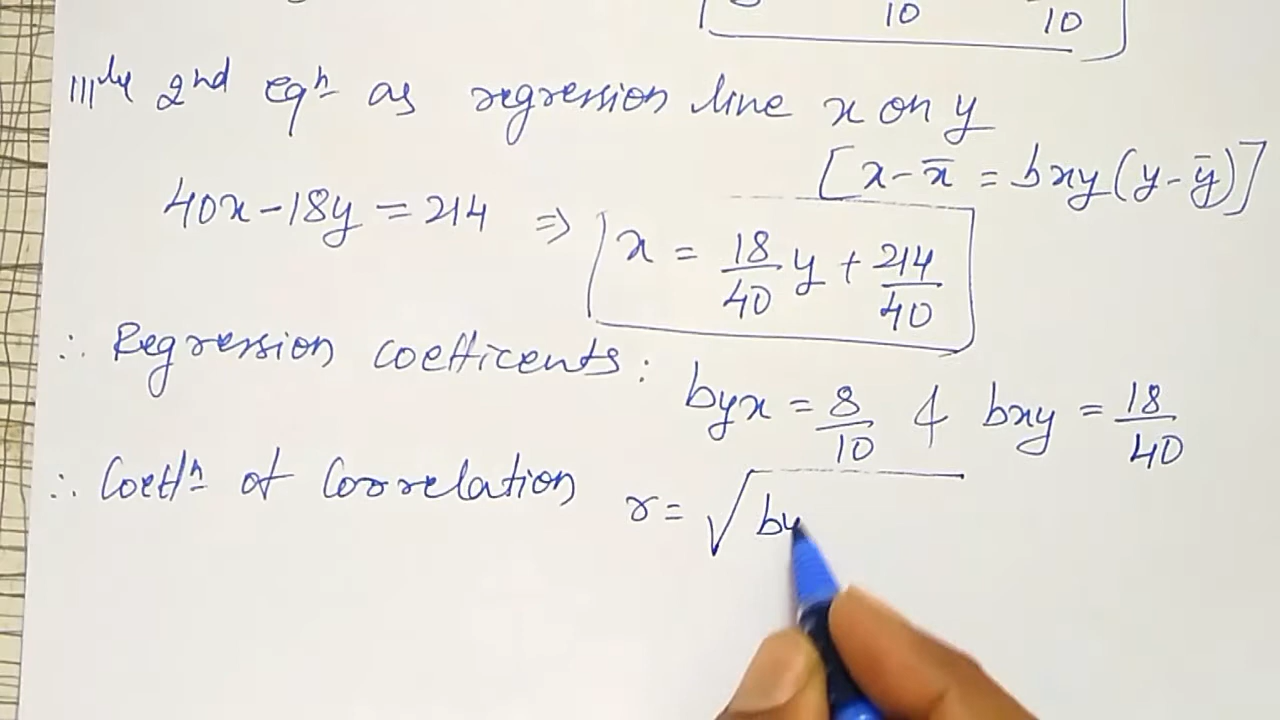 10 10
111ly 2nd eqn as regression line x on y
[x - x̄ = bxy (y - ȳ)]
40x - 18y = 214 ⇒ x = 18/40 y + 214/40
∴ Regression coefficents : byx = 8/10 & bxy = 18/40
∴ Coeffn of Correlation r = √by